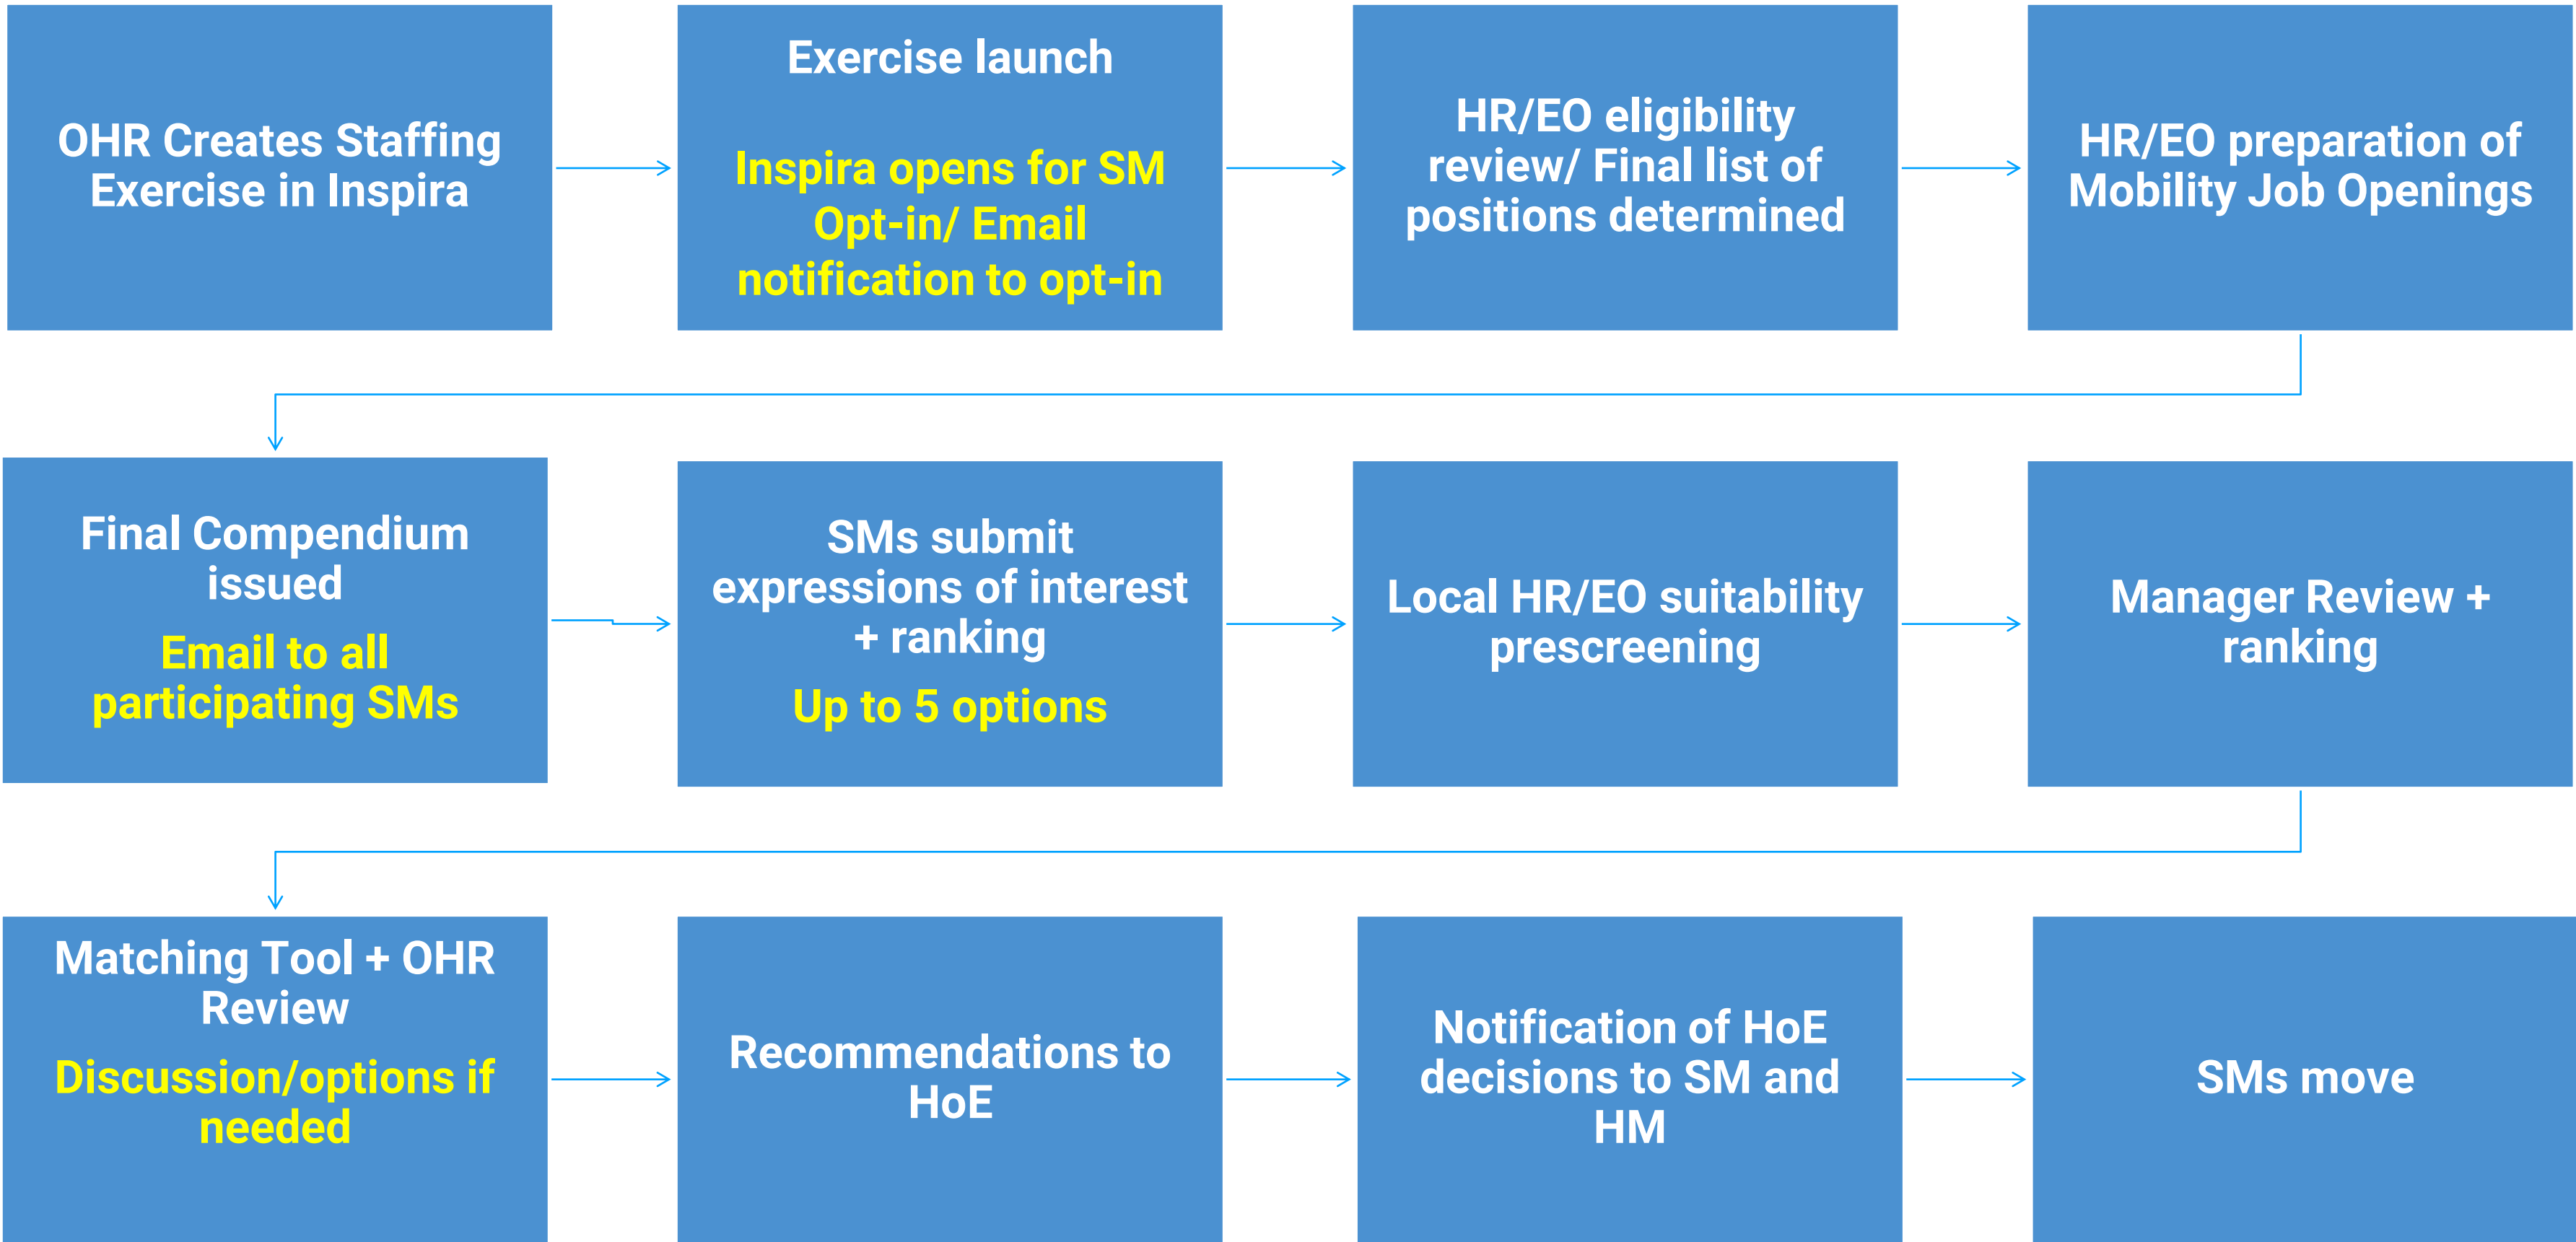 OHR Creates Staffing
Exercise in Inspira
Exercise launch
Inspira opens for SM
Opt-in/ Email
notification to opt-in
HR/EO eligibility
review/ Final list of
positions determined
HR/EO preparation of
Mobility Job Openings
Final Compendium
issued
Email to all
participating SMs
SMs submit
expressions of interest
+ ranking
Up to 5 options
Local HR/EO suitability
prescreening
Manager Review +
ranking
Matching Tool + OHR
Review
Discussion/options if
needed
Recommendations to
HoE
Notification of HoE
decisions to SM and
HM
SMs move